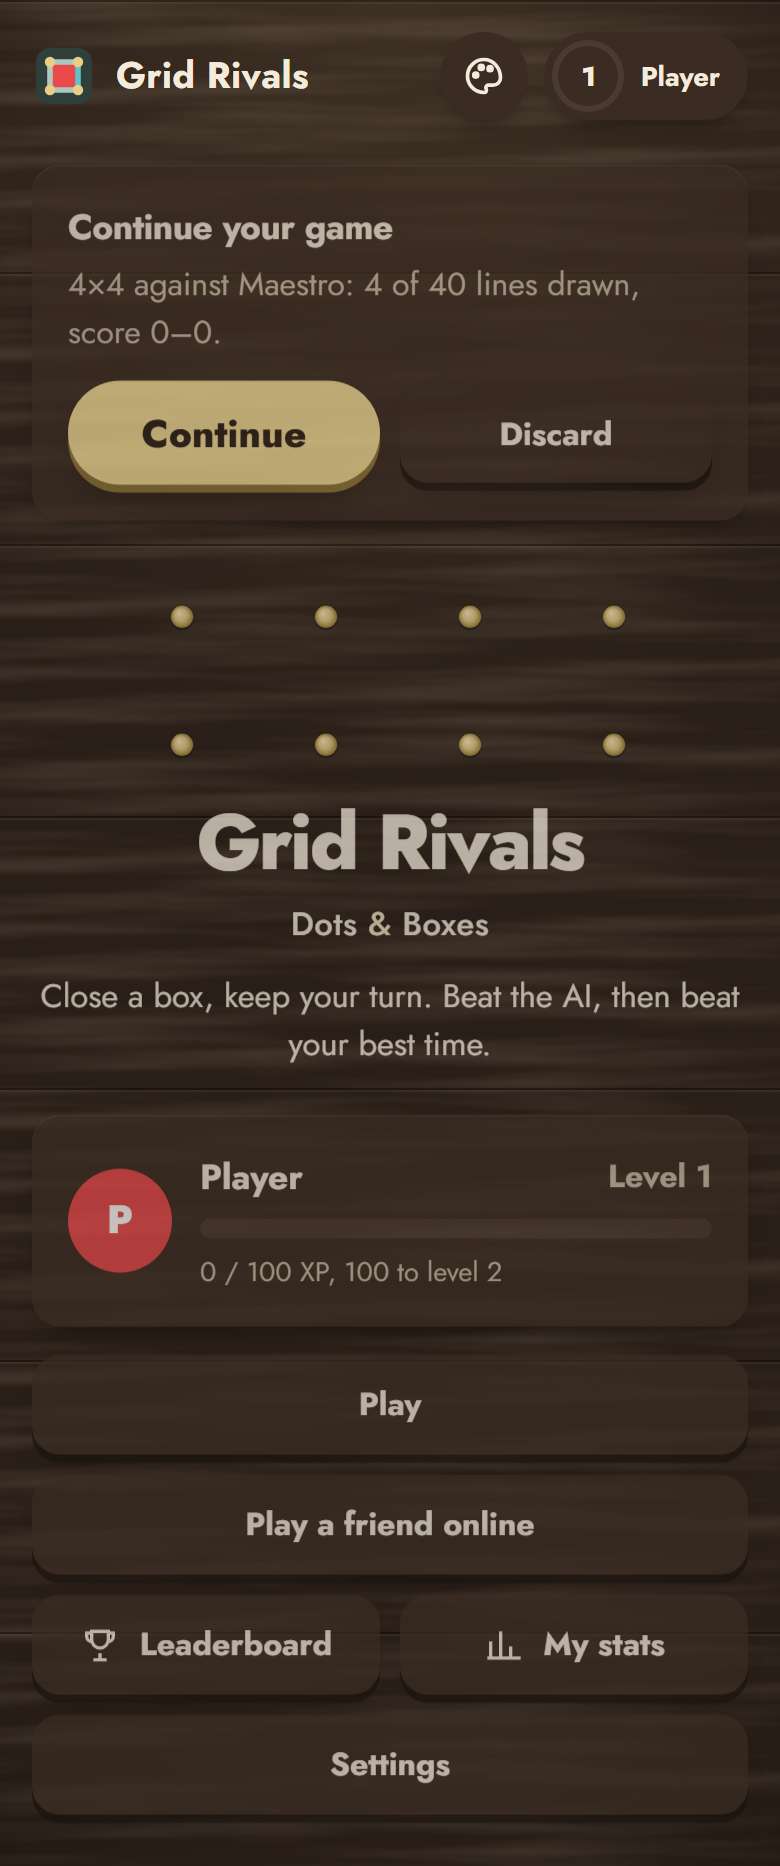 Grid Rivals
1 Player
Continue your game
4×4 against Maestro: 4 of 40 lines drawn,
score 0–0.
Continue
Discard
Grid Rivals
Dots & Boxes
Close a box, keep your turn. Beat the AI, then beat
your best time.
P
Player
Level 1
0 / 100 XP, 100 to level 2
Play
Play a friend online
Leaderboard
My stats
Settings